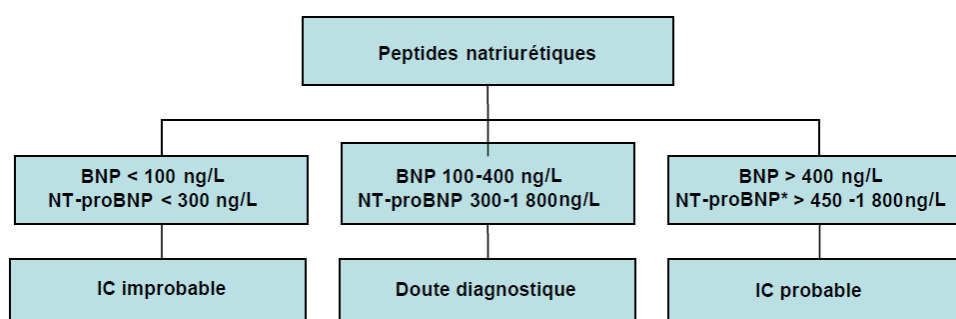 Peptides natriurétiques
BNP < 100 ng/L
NT-proBNP < 300 ng/L
BNP 100-400 ng/L
NT-proBNP 300-1 800ng/L
BNP > 400 ng/L
NT-proBNP* > 450 -1 800ng/L
IC improbable
Doute diagnostique
IC probable